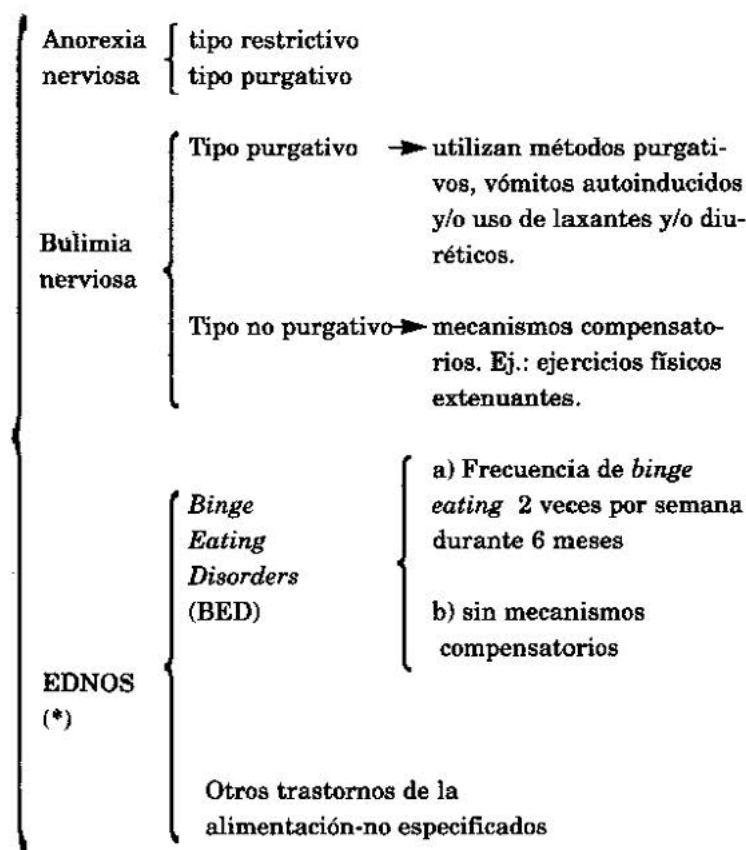 Anorexia
nerviosa
tipo restrictivo
tipo purgativo
Bulimia
nerviosa
Tipo purgativo
utilizan métodos purgati-
vos, vómitos autoinducidos
y/o uso de laxantes y/o diu-
réticos.
Tipo no purgativo
mecanismos compensato-
rios. Ej.: ejercicios físicos
extenuantes.
EDNOS
(*)
Binge
Eating
Disorders
(BED)
a) Frecuencia de binge
eating 2 veces por semana
durante 6 meses
b) sin mecanismos
compensatorios
Otros trastornos de la
alimentación-no especificados